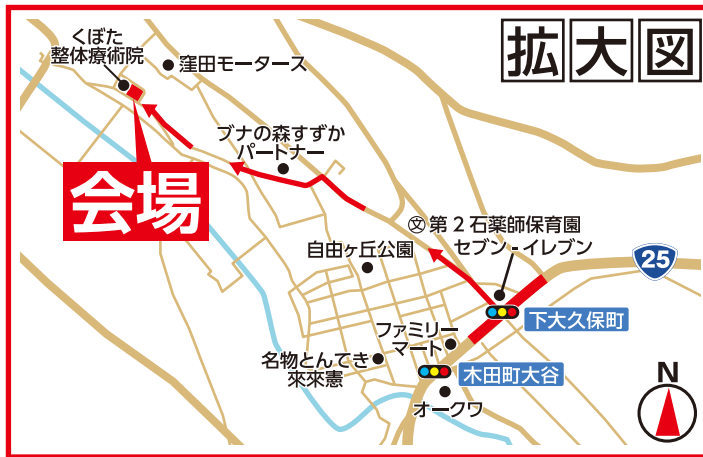 拡大図
くぼた
整体療術院
窪田モータース
ブナの森すずか
パートナー
会場
文 第2石薬師保育園
セブン-イレブン
自由ヶ丘公園
25
下大久保町
ファミリー
マート
名物とんてき
來來憲
木田町大谷
オークワ
N